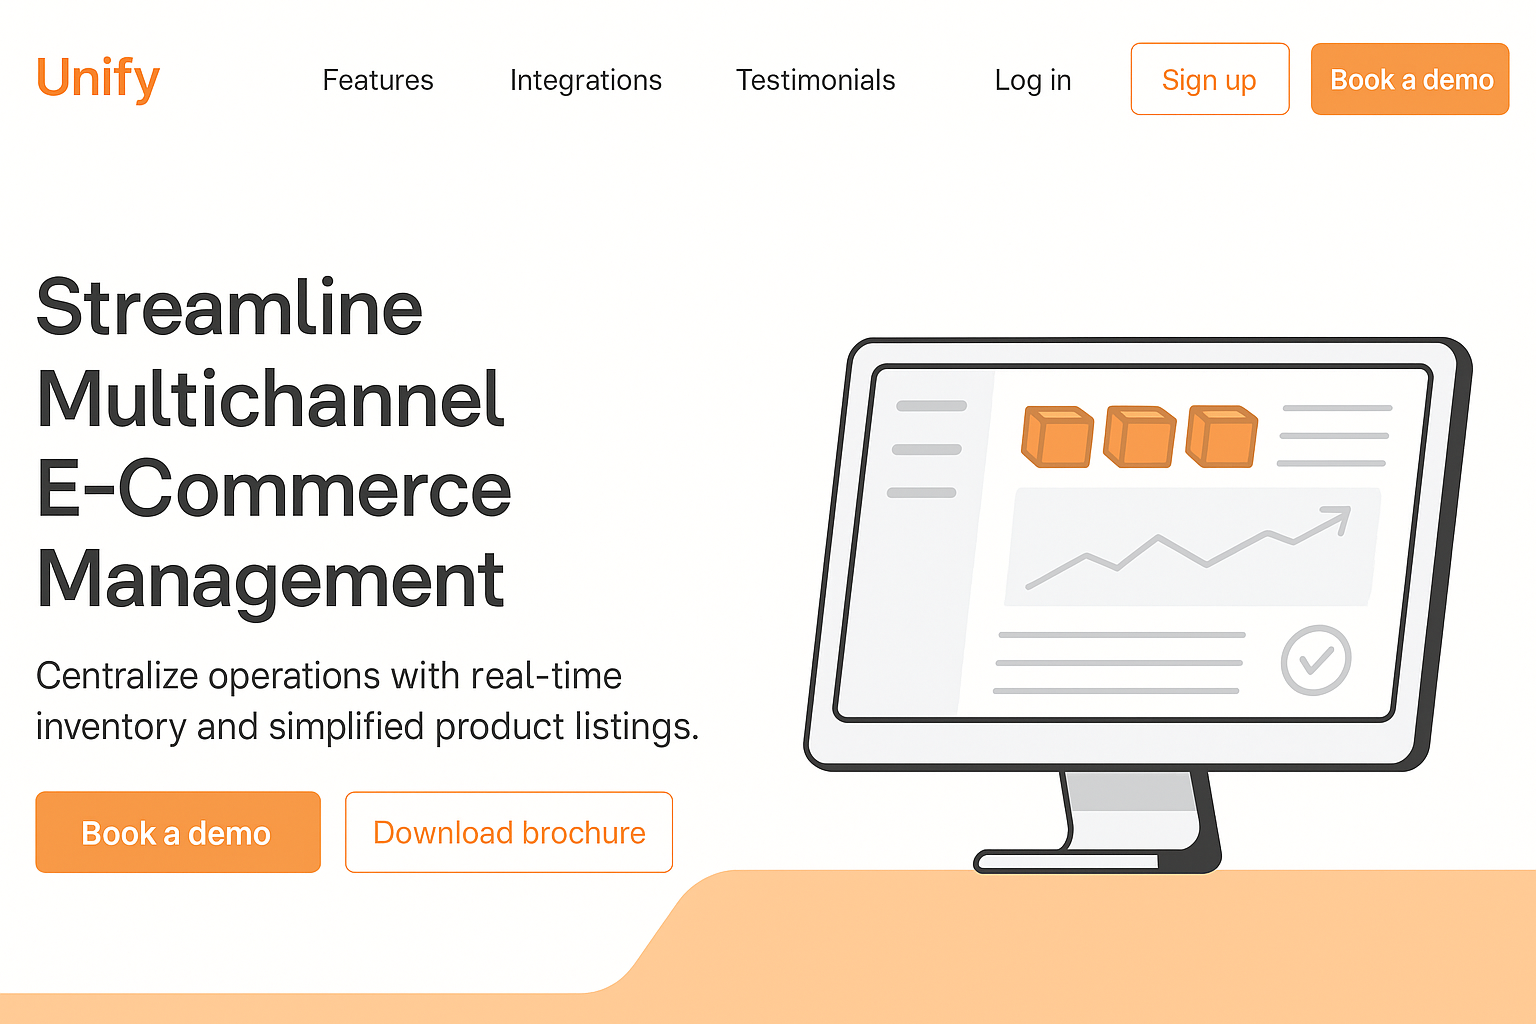 Unify
Features
Integrations
Testimonials
Log in
Sign up
Book a demo
Streamline
Multichannel
E-Commerce
Management
Centralize operations with real-time
inventory and simplified product listings.
Book a demo
Download brochure